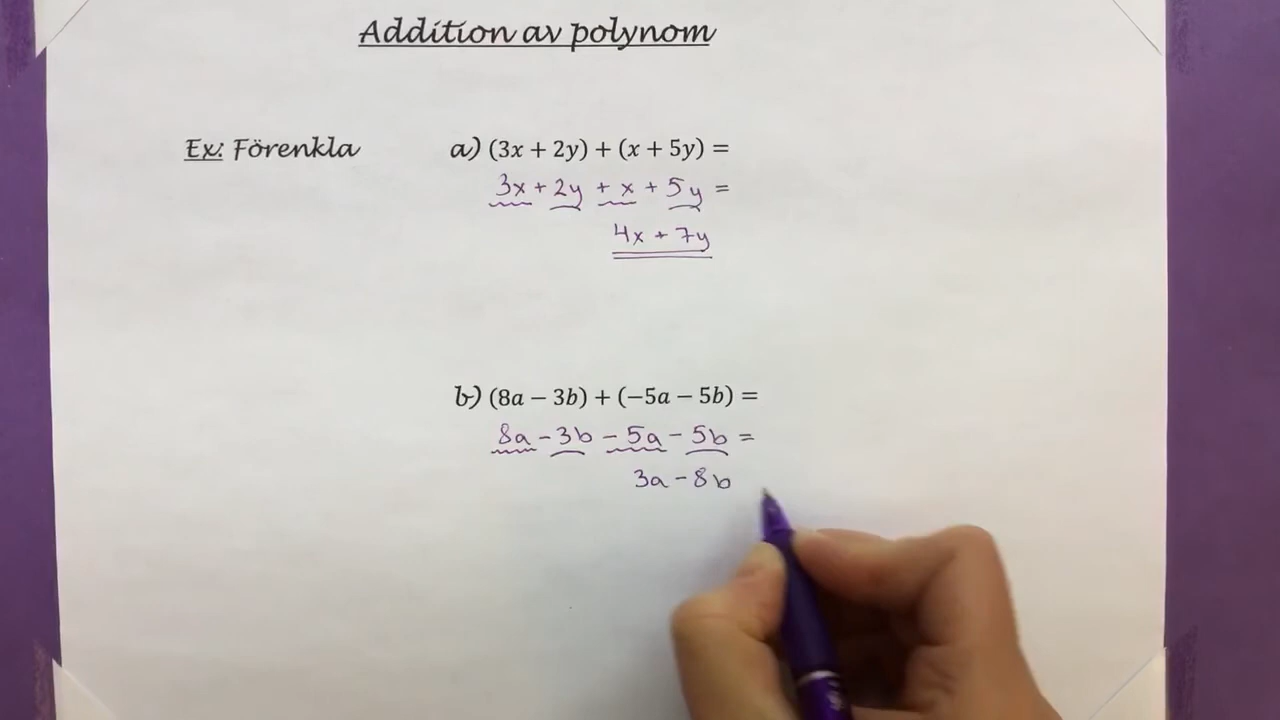 Addition av polynom
Ex: Förenkla
a) (3x + 2y) + (x + 5y) =
3x + 2y + x + 5y =
4x + 7y
b) (8a − 3b) + (−5a − 5b) =
8a − 3b − 5a − 5b =
3a − 8b